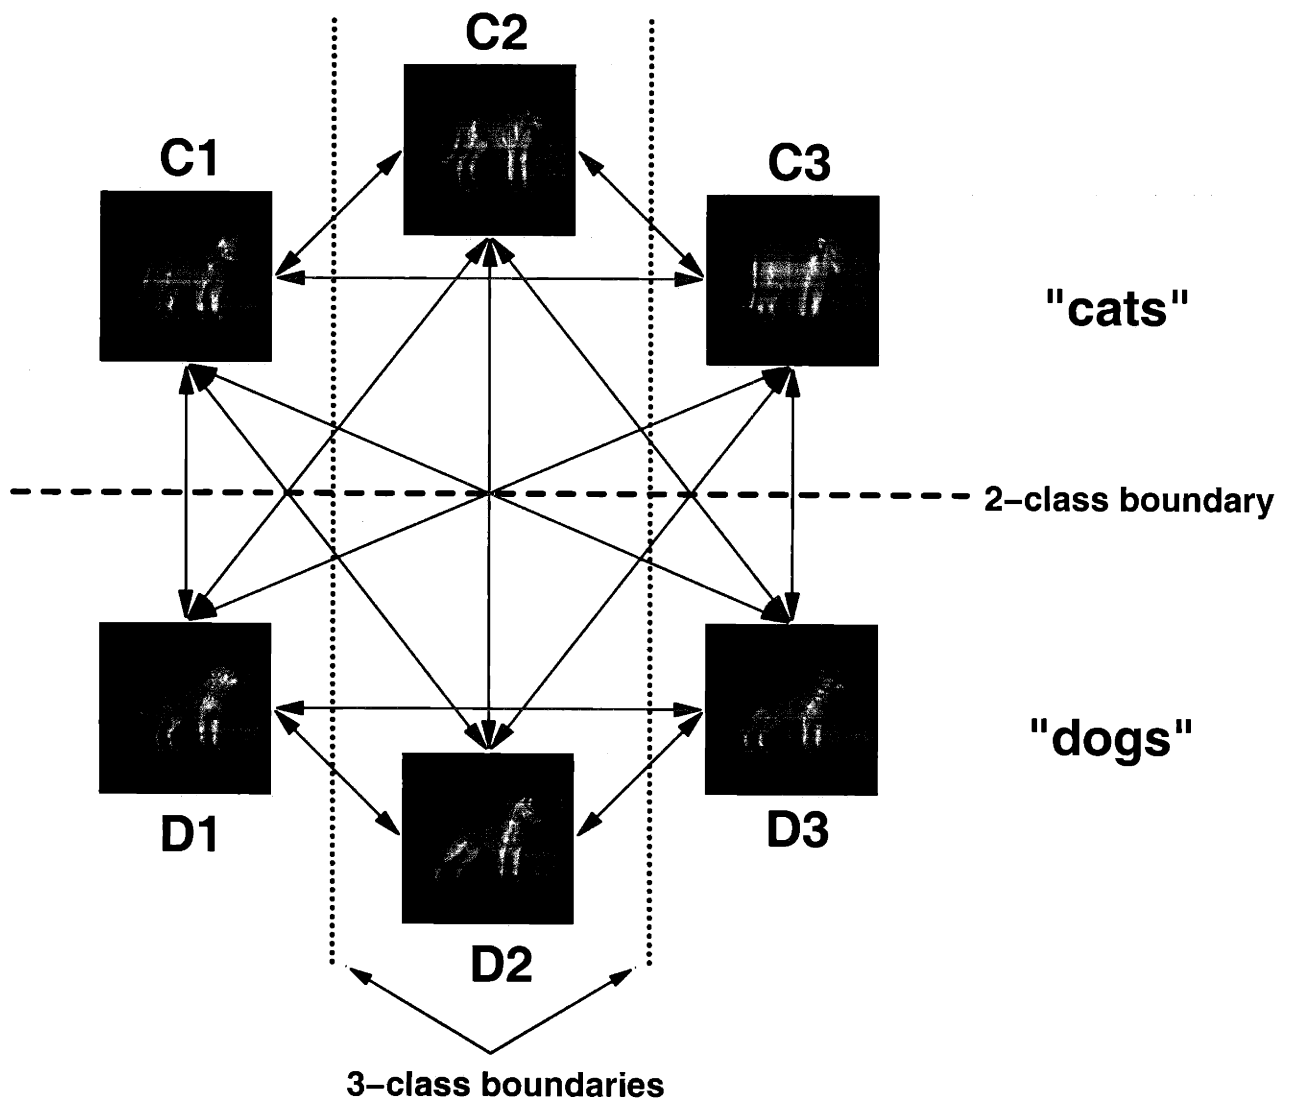 C2
C1
C3
"cats"
2–class boundary
"dogs"
D1
D3
D2
3–class boundaries